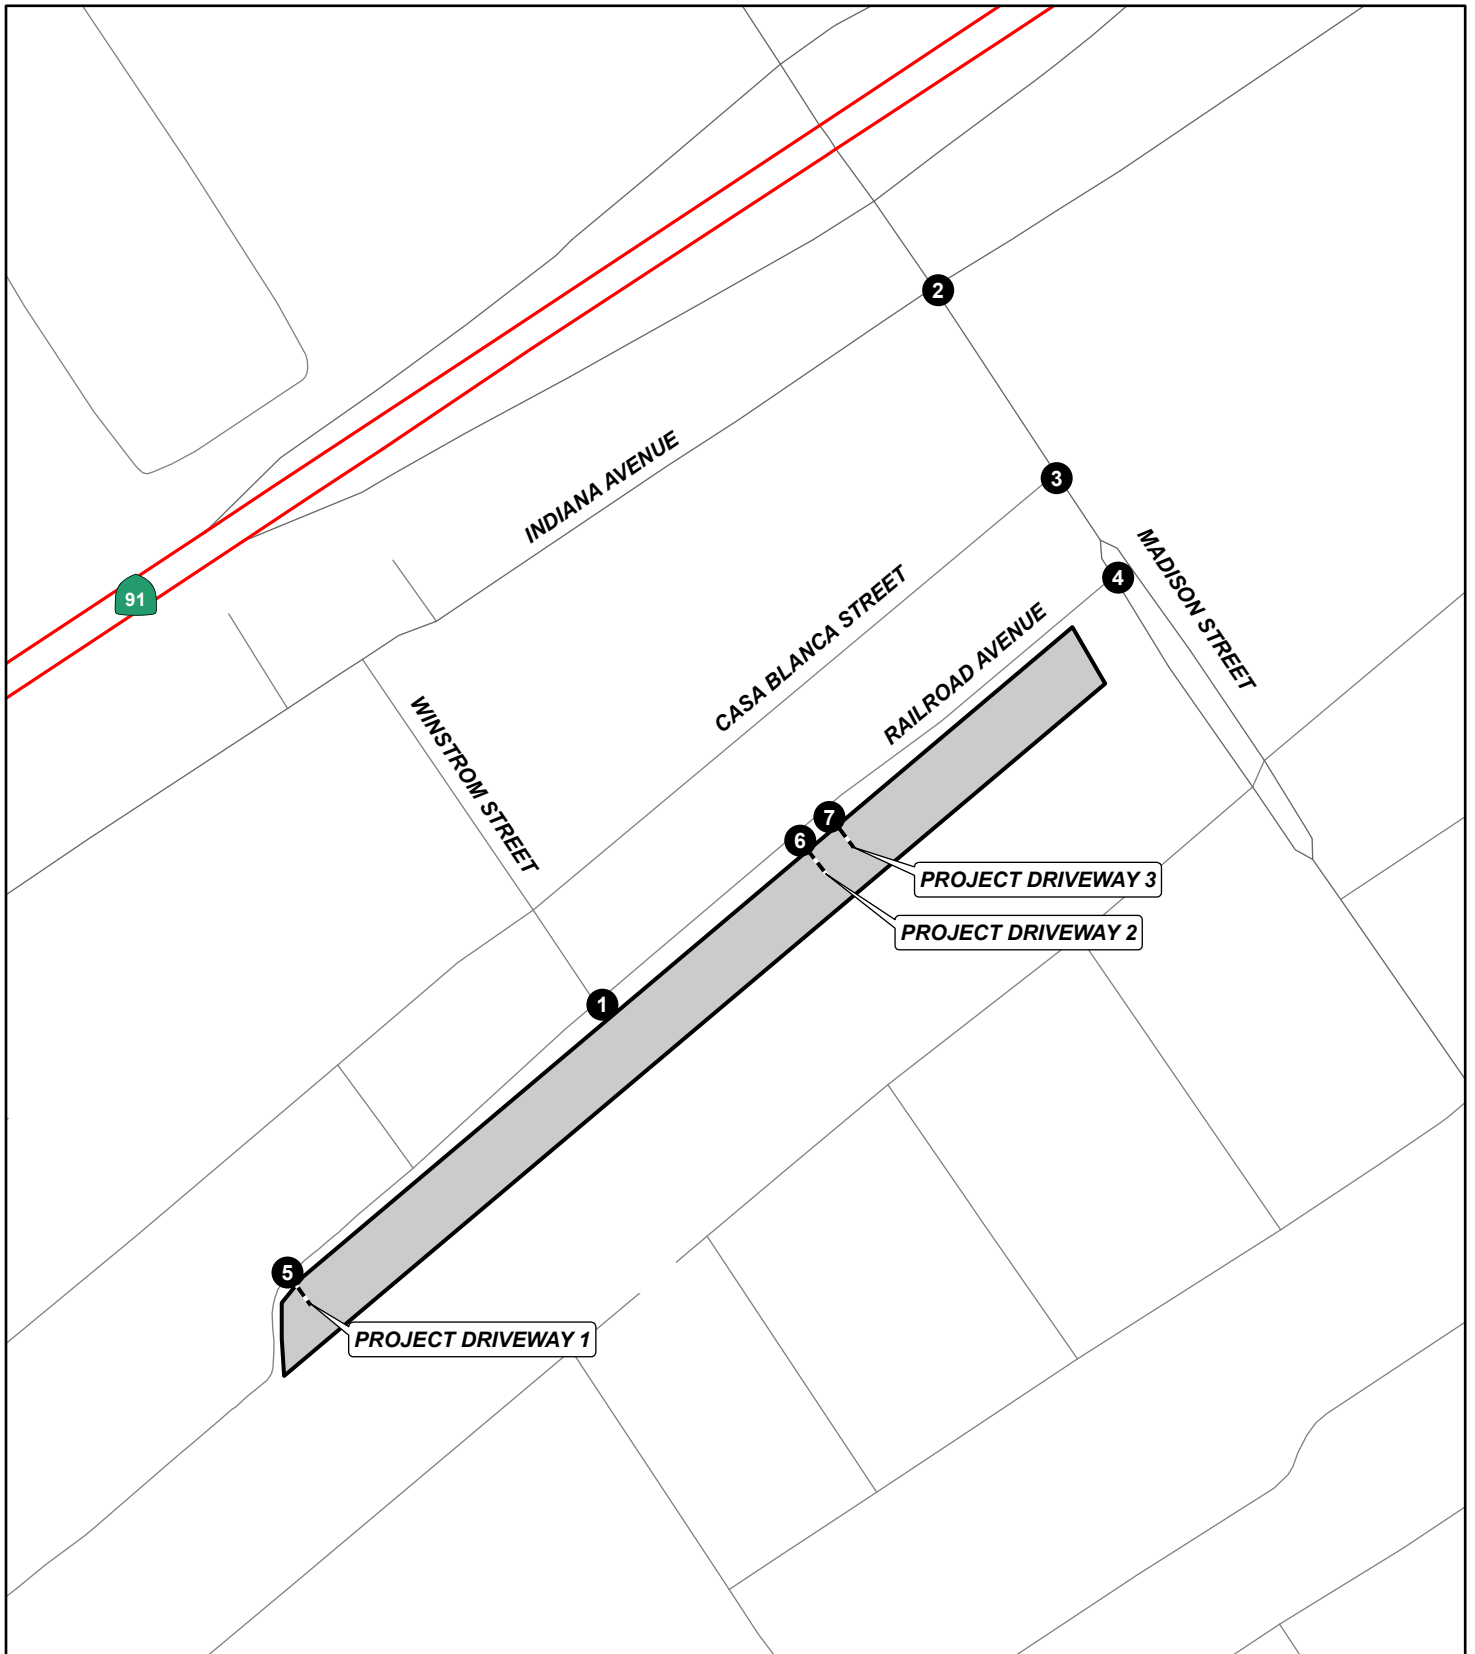 2
INDIANA AVENUE
3
MADISON STREET
4
91
CASA BLANCA STREET
RAILROAD AVENUE
WINSTROM STREET
7
6
PROJECT DRIVEWAY 3
PROJECT DRIVEWAY 2
1
5
PROJECT DRIVEWAY 1